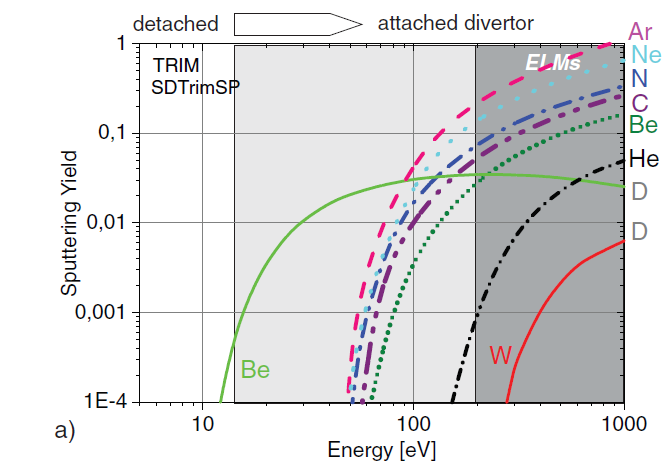 detached attached divertor
1
TRIM
SDTrimSP
ELMs
Ar
Ne
N
C
Be
He
D
D
0,1
0,01
0,001
1E-4
Sputtering Yield
Be
W
10 100 1000
Energy [eV]
a)